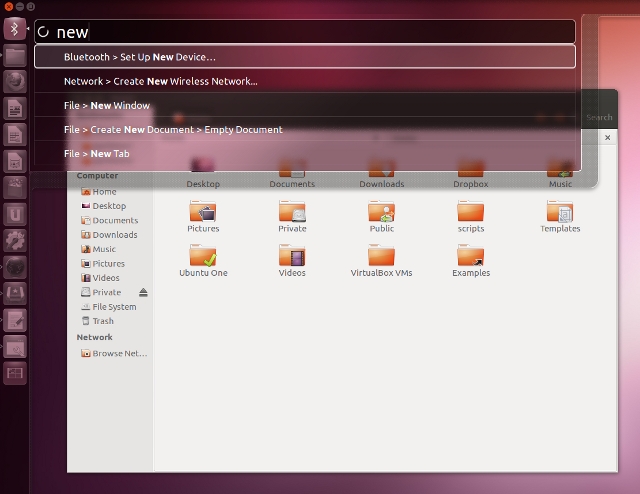 new
Bluetooth > Set Up New Device...
Network > Create New Wireless Network...
File > New Window
File > Create New Document > Empty Document
File > New Tab
Search
Computer
Home
Desktop
Documents
Downloads
Music
Pictures
Videos
Private
File System
Trash
Network
Browse Net...
Desktop Documents Downloads Dropbox Music
Pictures Private Public scripts Templates
Ubuntu One Videos VirtualBox VMs Examples